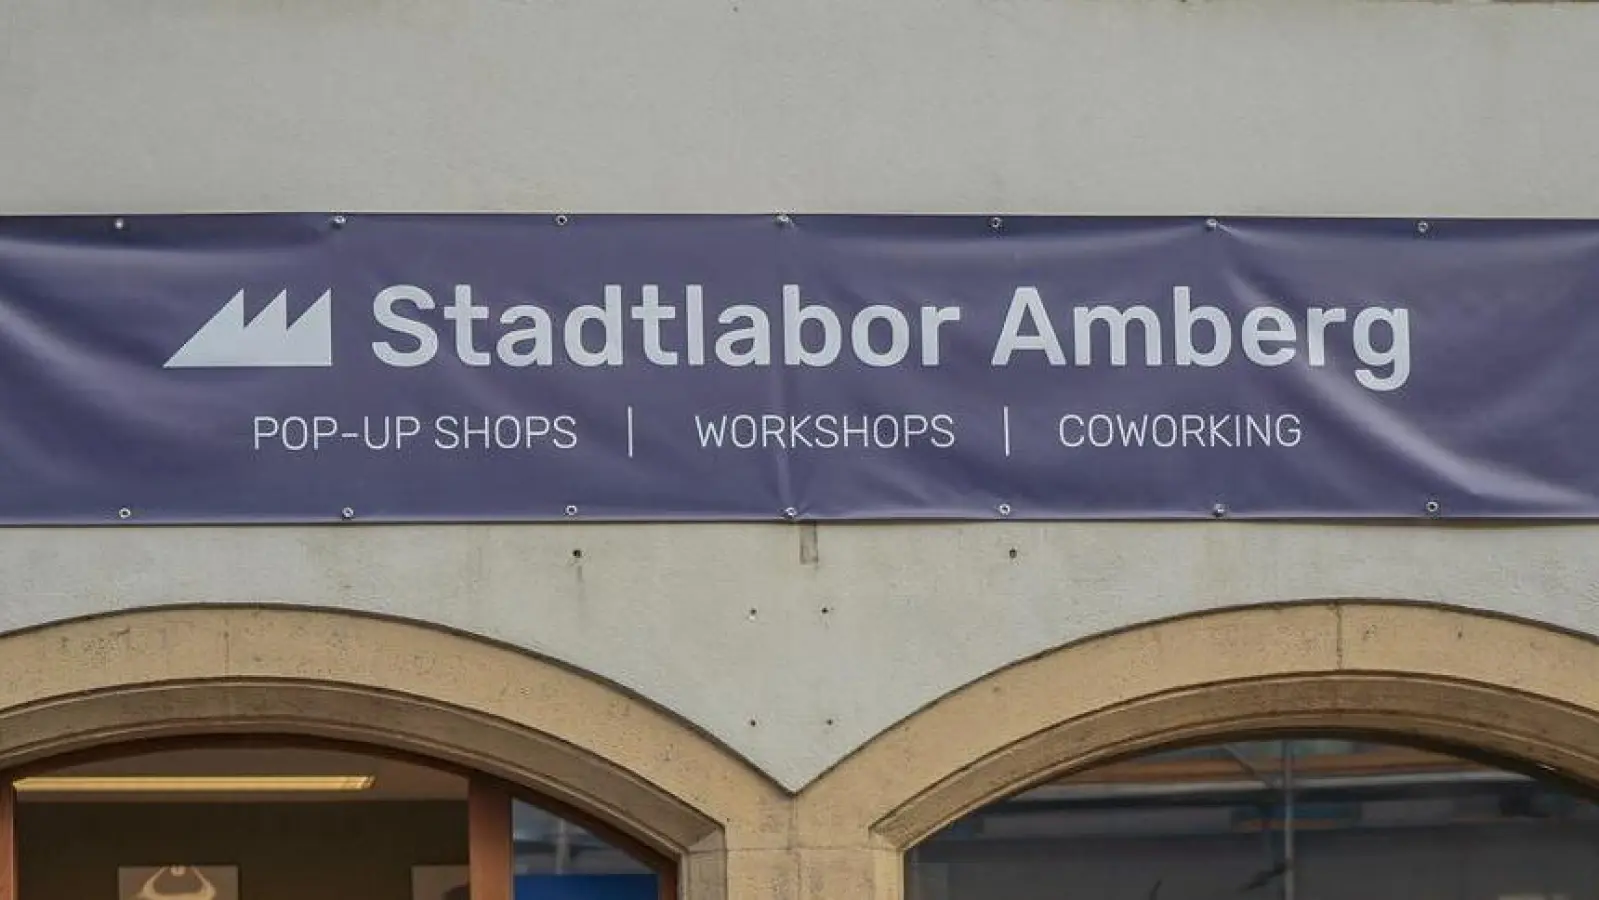 Stadtlabor Amberg
POP-UP SHOPS | WORKSHOPS | COWORKING